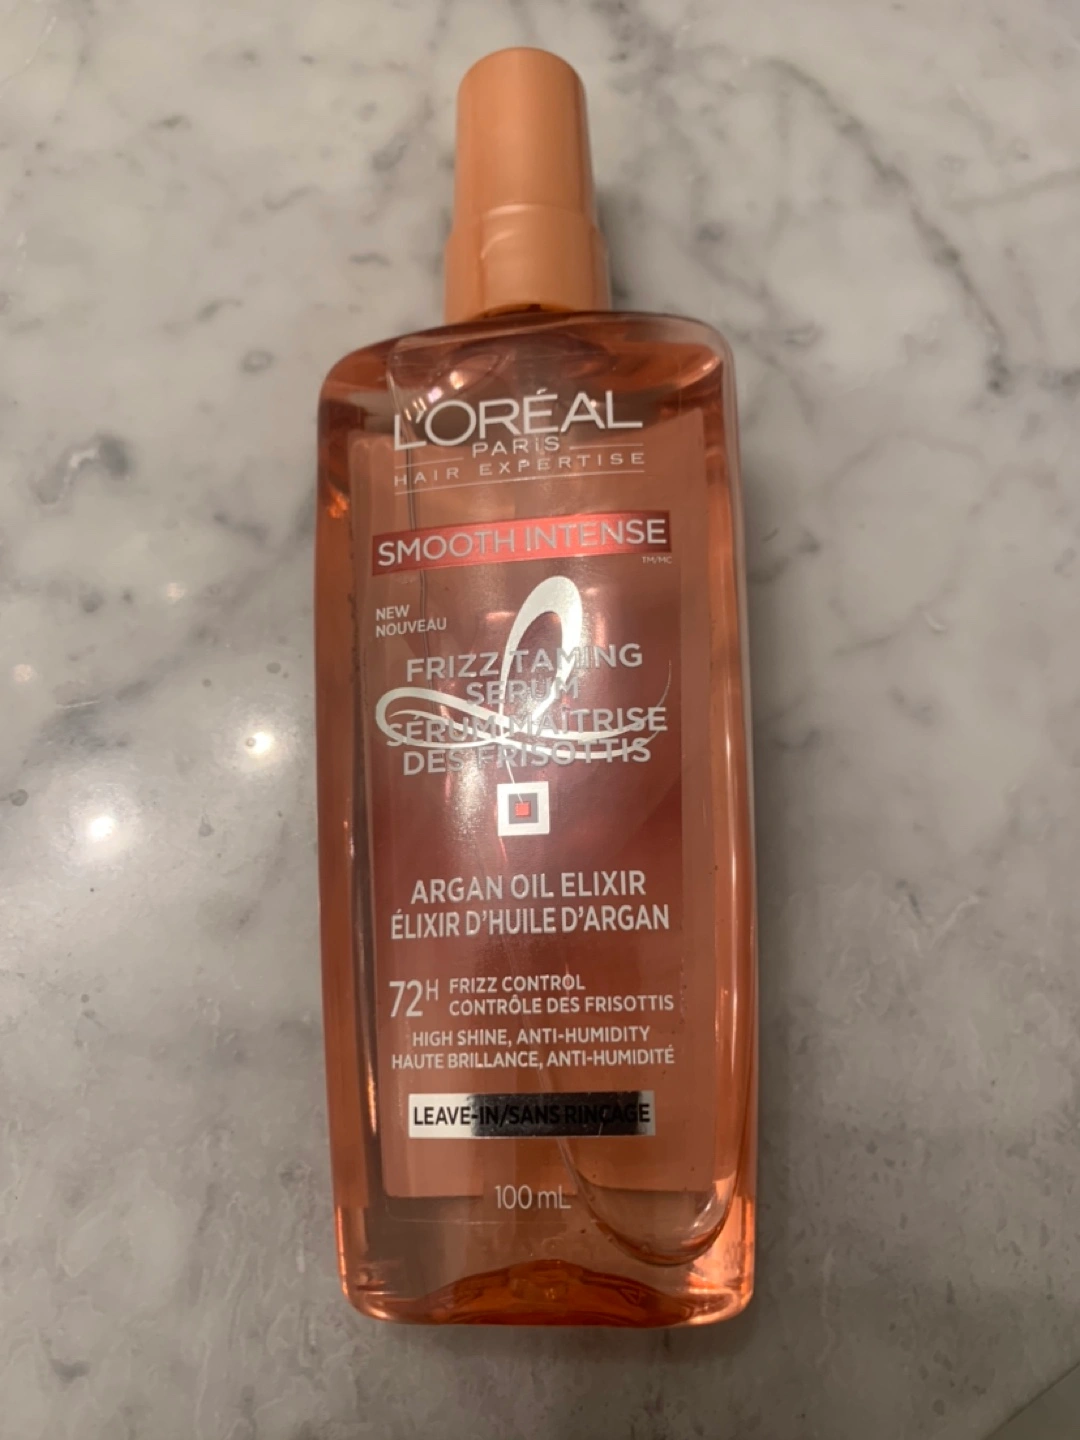 L'ORÉAL
PARIS
HAIR EXPERTISE
SMOOTH INTENSE
TM/MC
NEW
NOUVEAU
FRIZZ TAMING
SERUM
SÉRUM MAÎTRISE
DES FRISOTTIS
ARGAN OIL ELIXIR
ÉLIXIR D'HUILE D'ARGAN
72H FRIZZ CONTROL
CONTRÔLE DES FRISOTTIS
HIGH SHINE, ANTI-HUMIDITY
HAUTE BRILLANCE, ANTI-HUMIDITÉ
LEAVE-IN/SANS RINÇAGE
100 mL